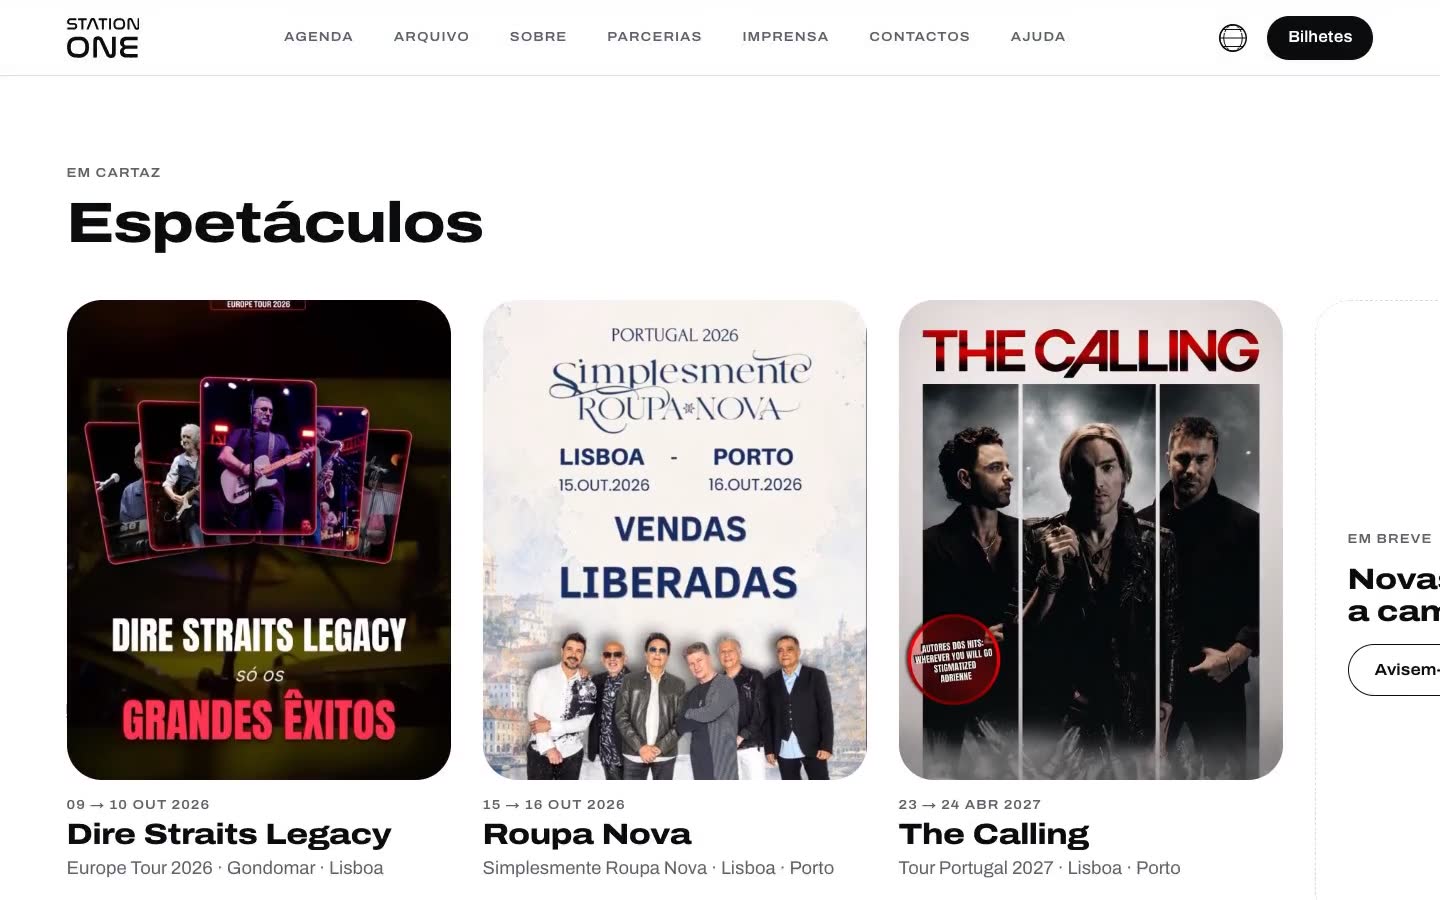 STATION
ONE
AGENDA
ARQUIVO
SOBRE
PARCERIAS
IMPRENSA
CONTACTOS
AJUDA
Bilhetes
EM CARTAZ
Espetáculos
EUROPE TOUR 2026
DIRE STRAITS LEGACY
SÓ OS
GRANDES ÊXITOS
09 → 10 OUT 2026
Dire Straits Legacy
Europe Tour 2026 · Gondomar · Lisboa
PORTUGAL 2026
Simplesmente
ROUPA NOVA
LISBOA - PORTO
15.OUT.2026 16.OUT.2026
VENDAS
LIBERADAS
15 → 16 OUT 2026
Roupa Nova
Simplesmente Roupa Nova · Lisboa · Porto
THE CALLING
AUTORES DOS HITS:
WHEREVER YOU WILL GO
STIGMATIZED
ADRIENNE
23 → 24 ABR 2027
The Calling
Tour Portugal 2027 · Lisboa · Porto
EM BREVE
Novas
a cam
Avisem-